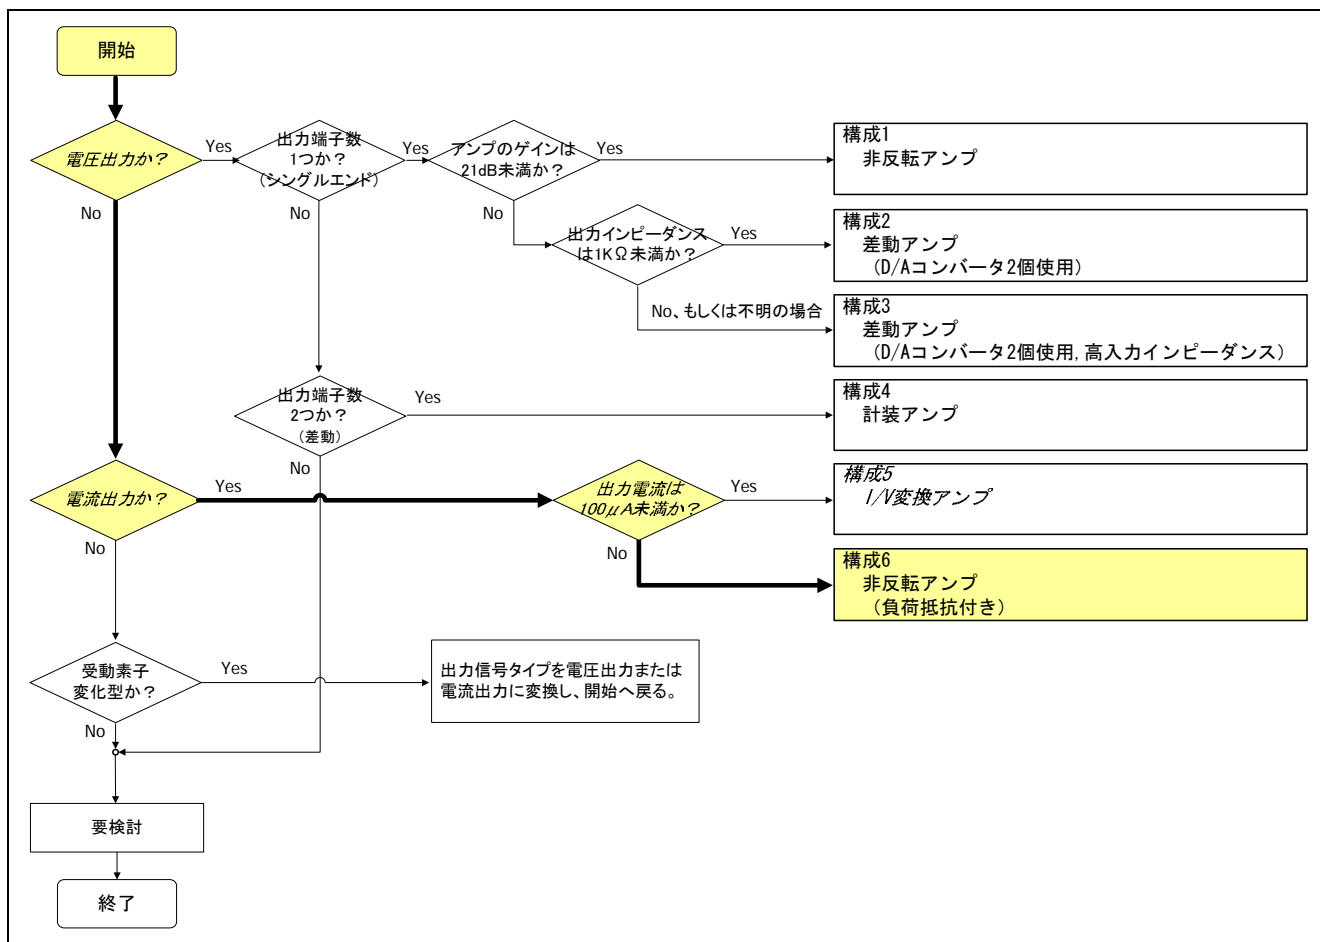 開始
電圧出力か？
Yes
出力端子数
1つか？
(シングルエンド)
Yes
アンプのゲインは
21dB未満か？
Yes
構成1
非反転アンプ
No
No
No
出力インピーダンス
は1KΩ未満か？
Yes
構成2
差動アンプ
(D/Aコンバータ2個使用)
No、もしくは不明の場合
構成3
差動アンプ
(D/Aコンバータ2個使用, 高入力インピーダンス)
出力端子数
2つか？
(差動)
Yes
構成4
計装アンプ
No
電流出力か？
Yes
出力電流は
100μA未満か？
Yes
構成5
I/V変換アンプ
No
No
構成6
非反転アンプ
(負荷抵抗付き)
受動素子
変化型か？
Yes
出力信号タイプを電圧出力または
電流出力に変換し、開始へ戻る。
No
要検討
終了